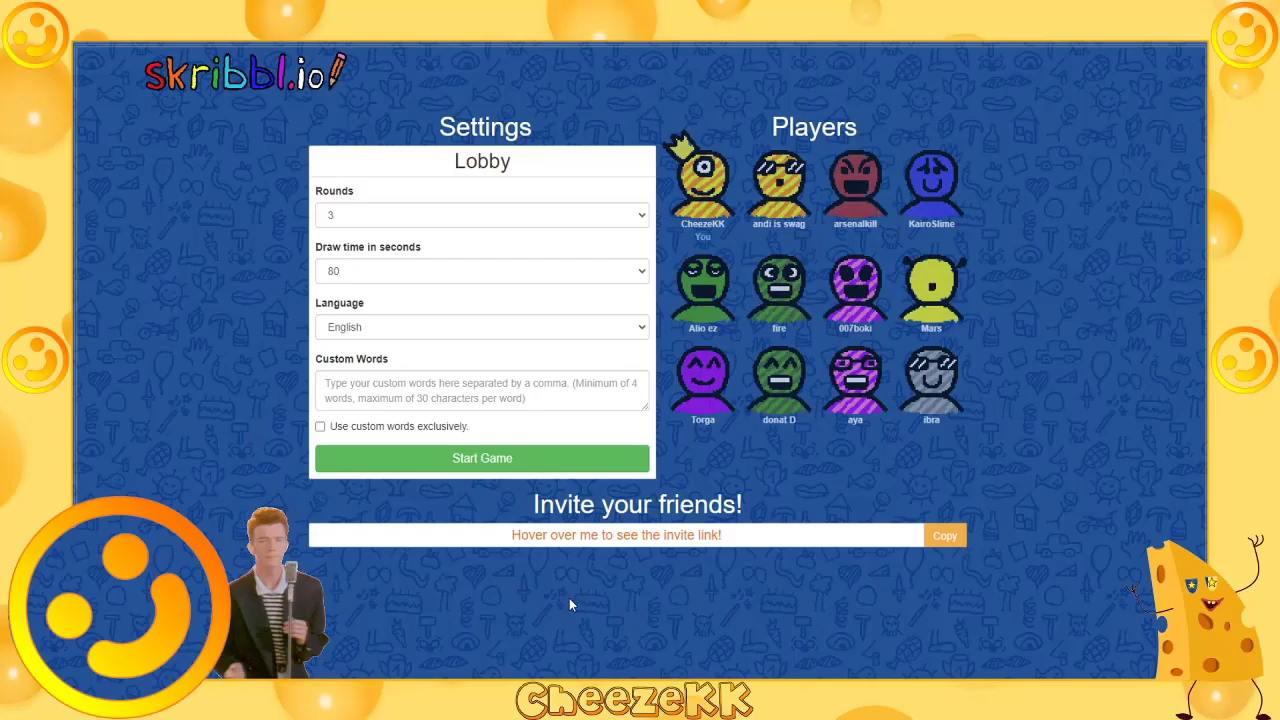 skribbl.io
Settings
Players
Lobby
Rounds
3
Draw time in seconds
80
Language
English
Custom Words
Type your custom words here separated by a comma. (Minimum of 4
words, maximum of 30 characters per word)
Use custom words exclusively.
Start Game
CheezeKK andi is swag arsenalkill KairoSlime
You
Alio ez fire 007boki Mars
Torga donat D aya ibra
Invite your friends!
Hover over me to see the invite link! Copy
CheezeKK